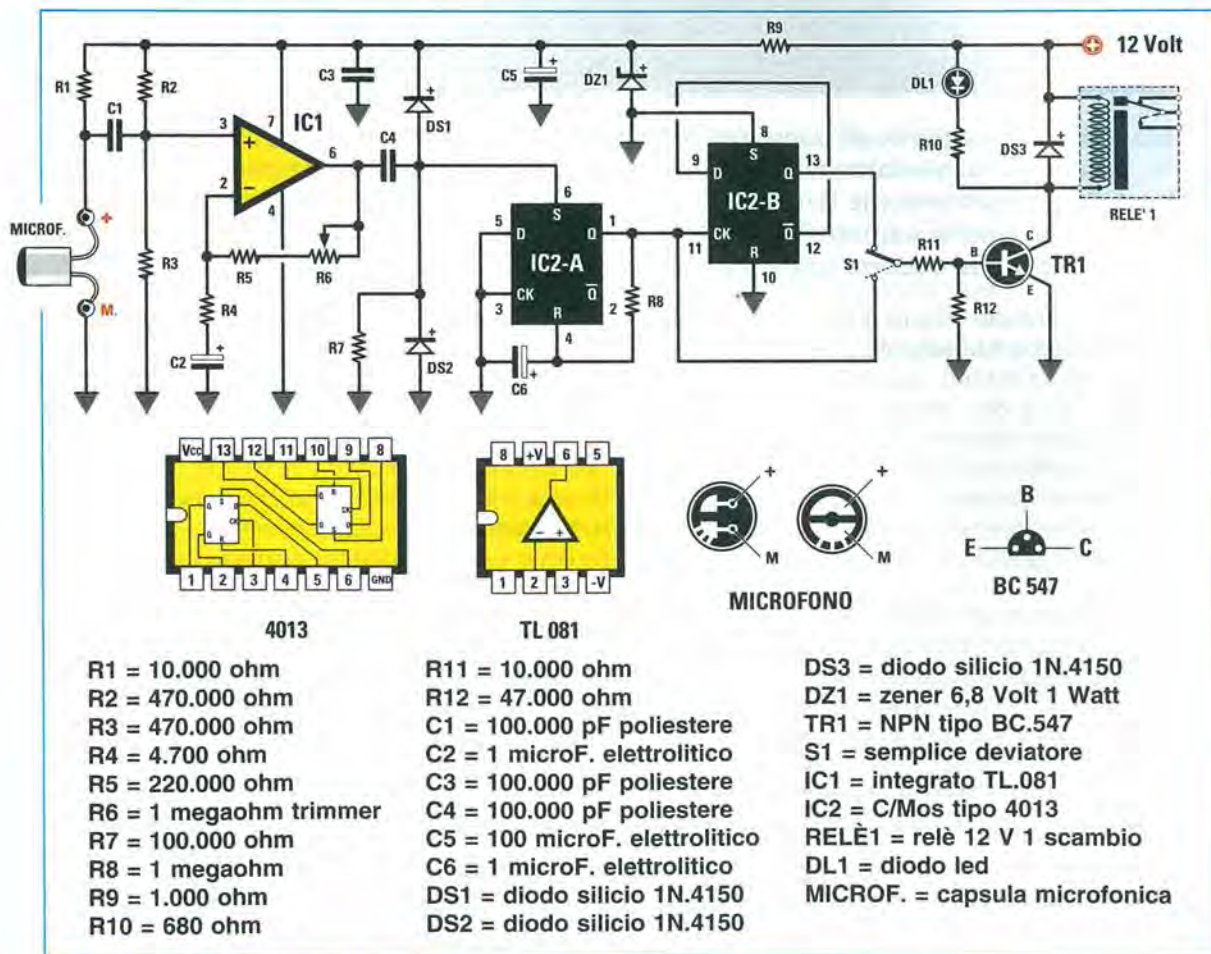 R9
12 Volt
R1
R2
C3
C5
DZ1
DL1
C1
IC1
DS1
8
3
7
C4
9
S
13
R10
DS3
+
6
D
Q
2
−
4
6
IC2-B
RELE' 1
MICROF.
+
5
S
1
CK
Q
R11
C
D
Q
11
R
12
S1
B
TR1
R5
R6
IC2-A
10
E
M.
R3
CK
Q
R8
R12
R4
3
R
2
R7
4
C2
DS2
C6
Vcc 13 12 11 10 9 8
8 +V 6 5
1 2 3 4 5 6 GND
1 2 3 -V
+
M
+
M
B
E
C
BC 547
MICROFONO
4013
TL 081
R1 = 10.000 ohm
R2 = 470.000 ohm
R3 = 470.000 ohm
R4 = 4.700 ohm
R5 = 220.000 ohm
R6 = 1 megaohm trimmer
R7 = 100.000 ohm
R8 = 1 megaohm
R9 = 1.000 ohm
R10 = 680 ohm
R11 = 10.000 ohm
R12 = 47.000 ohm
C1 = 100.000 pF poliestere
C2 = 1 microF. elettrolitico
C3 = 100.000 pF poliestere
C4 = 100.000 pF poliestere
C5 = 100 microF. elettrolitico
C6 = 1 microF. elettrolitico
DS1 = diodo silicio 1N.4150
DS2 = diodo silicio 1N.4150
DS3 = diodo silicio 1N.4150
DZ1 = zener 6,8 Volt 1 Watt
TR1 = NPN tipo BC.547
S1 = semplice deviatore
IC1 = integrato TL.081
IC2 = C/Mos tipo 4013
RELÈ1 = relè 12 V 1 scambio
DL1 = diodo led
MICROF. = capsula microfonica